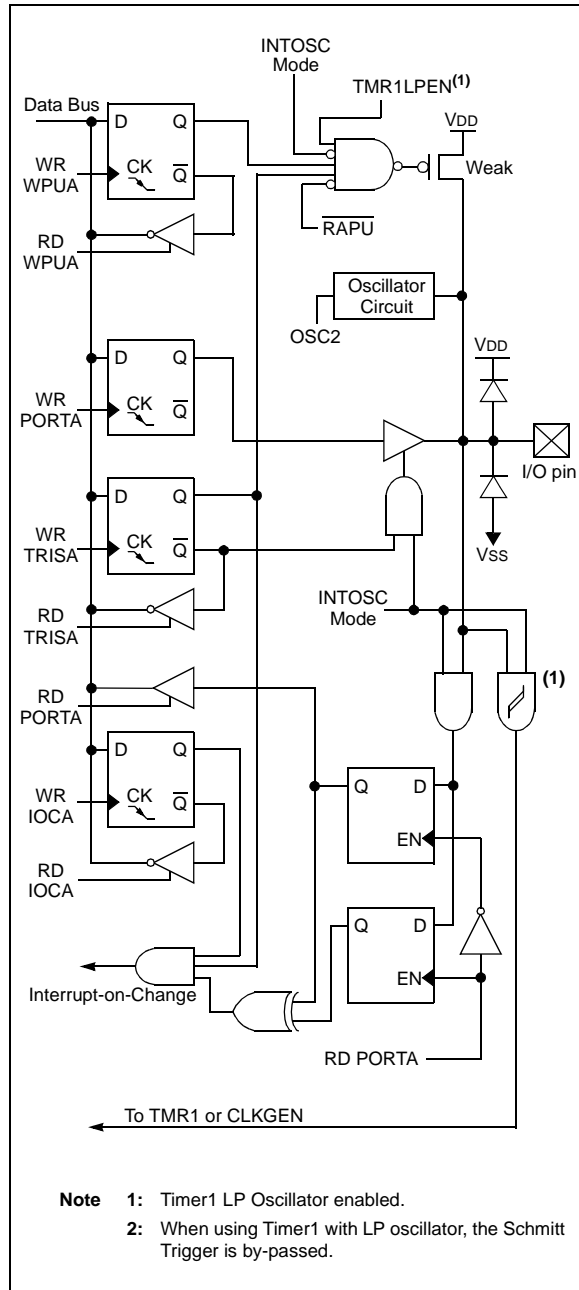 INTOSC
Mode
TMR1LPEN(1)
Data Bus
VDD
D Q
WR
WPUA
CK Q
Weak
RD
WPUA
RAPU
Oscillator
Circuit
OSC2
VDD
D Q
WR
PORTA
CK Q
I/O pin
D Q
WR
TRISA
CK Q
VSS
INTOSC
Mode
RD
TRISA
(1)
RD
PORTA
D Q
Q D
WR
IOCA
CK Q
EN
RD
IOCA
Q D
Interrupt-on-Change
EN
RD PORTA
To TMR1 or CLKGEN
Note 1: Timer1 LP Oscillator enabled.
2: When using Timer1 with LP oscillator, the Schmitt
Trigger is by-passed.